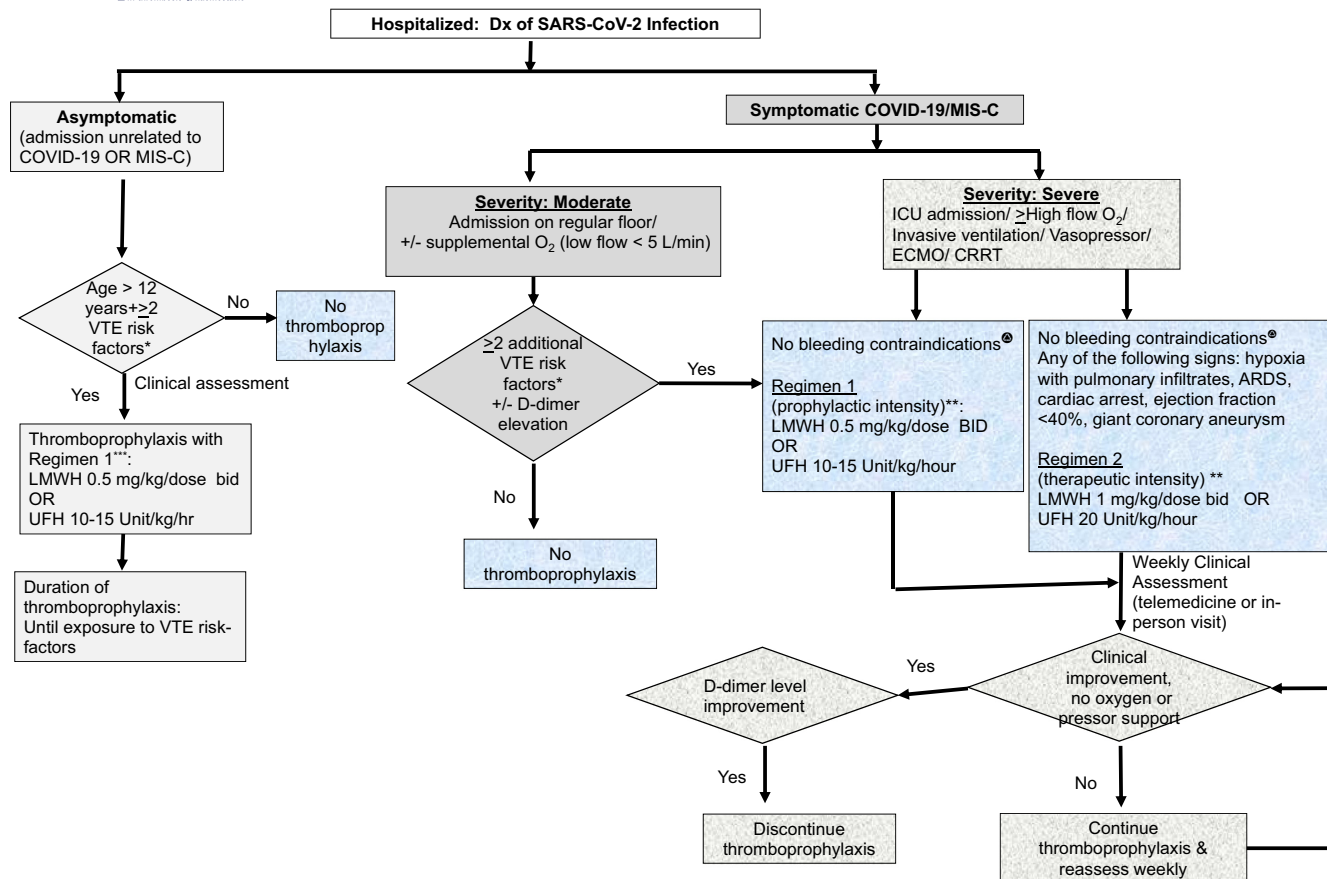 Hospitalized: Dx of SARS-CoV-2 Infection
Asymptomatic
(admission unrelated to
COVID-19 OR MIS-C)
Symptomatic COVID-19/MIS-C
Severity: Moderate
Admission on regular floor/
+/- supplemental O₂ (low flow < 5 L/min)
Severity: Severe
ICU admission/ ≥High flow O₂/
Invasive ventilation/ Vasopressor/
ECMO/ CRRT
Age > 12
years+≥2
VTE risk
factors*
No
No
thromboprop
hylaxis
Yes
Clinical assessment
Thromboprophylaxis with
Regimen 1***:
LMWH 0.5 mg/kg/dose bid
OR
UFH 10-15 Unit/kg/hr
Duration of
thromboprophylaxis:
Until exposure to VTE risk-
factors
≥2 additional
VTE risk
factors*
+/- D-dimer
elevation
Yes
No
No
thromboprophylaxis
No bleeding contraindications
Regimen 1
(prophylactic intensity)**:
LMWH 0.5 mg/kg/dose BID
OR
UFH 10-15 Unit/kg/hour
No bleeding contraindications
Any of the following signs: hypoxia
with pulmonary infiltrates, ARDS,
cardiac arrest, ejection fraction
<40%, giant coronary aneurysm
Regimen 2
(therapeutic intensity) **
LMWH 1 mg/kg/dose bid OR
UFH 20 Unit/kg/hour
Weekly Clinical
Assessment
(telemedicine or in-
person visit)
Clinical
improvement,
no oxygen or
pressor support
Yes
D-dimer level
improvement
Yes
Discontinue
thromboprophylaxis
No
Continue
thromboprophylaxis &
reassess weekly